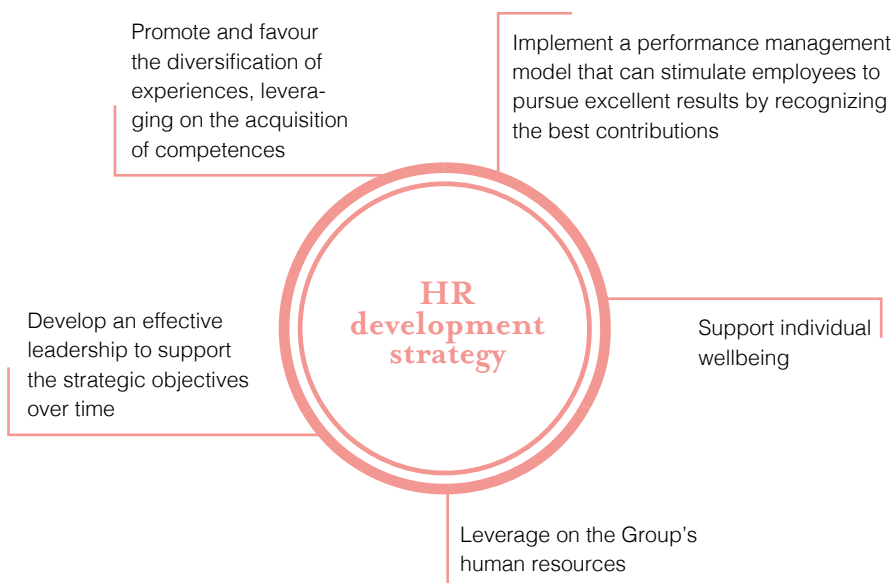 Promote and favour
the diversification of
experiences, levera-
ging on the acquisition
of competences
Implement a performance management
model that can stimulate employees to
pursue excellent results by recognizing
the best contributions
HR
development
strategy
Develop an effective
leadership to support
the strategic objectives
over time
Support individual
wellbeing
Leverage on the Group’s
human resources